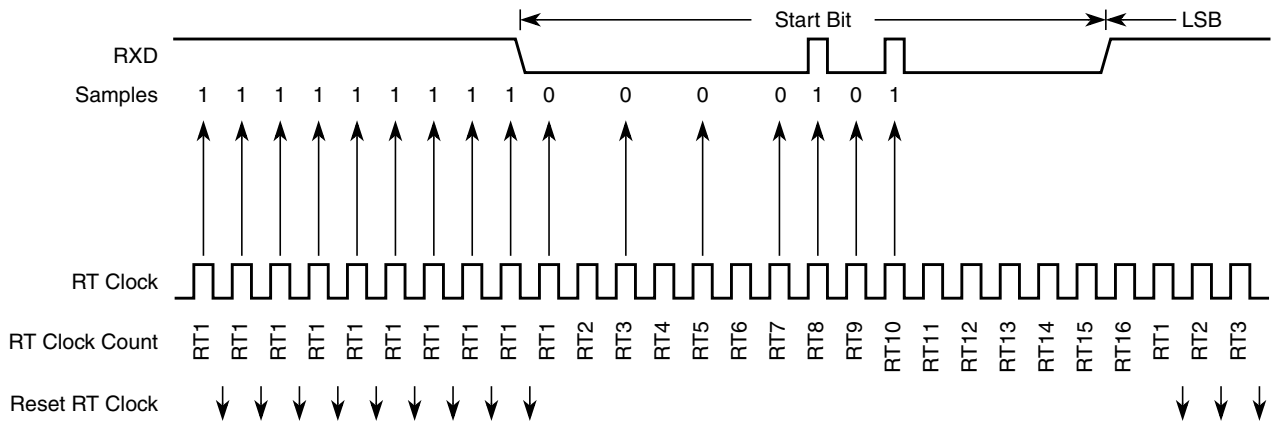 Start Bit LSB
RXD
Samples 1 1 1 1 1 1 1 1 1 0 0 0 0 1 0 1
RT Clock
RT Clock Count RT1 RT1 RT1 RT1 RT1 RT1 RT1 RT1 RT1 RT1 RT2 RT3 RT4 RT5 RT6 RT7 RT8 RT9 RT10 RT11 RT12 RT13 RT14 RT15 RT16 RT1 RT2 RT3
Reset RT Clock